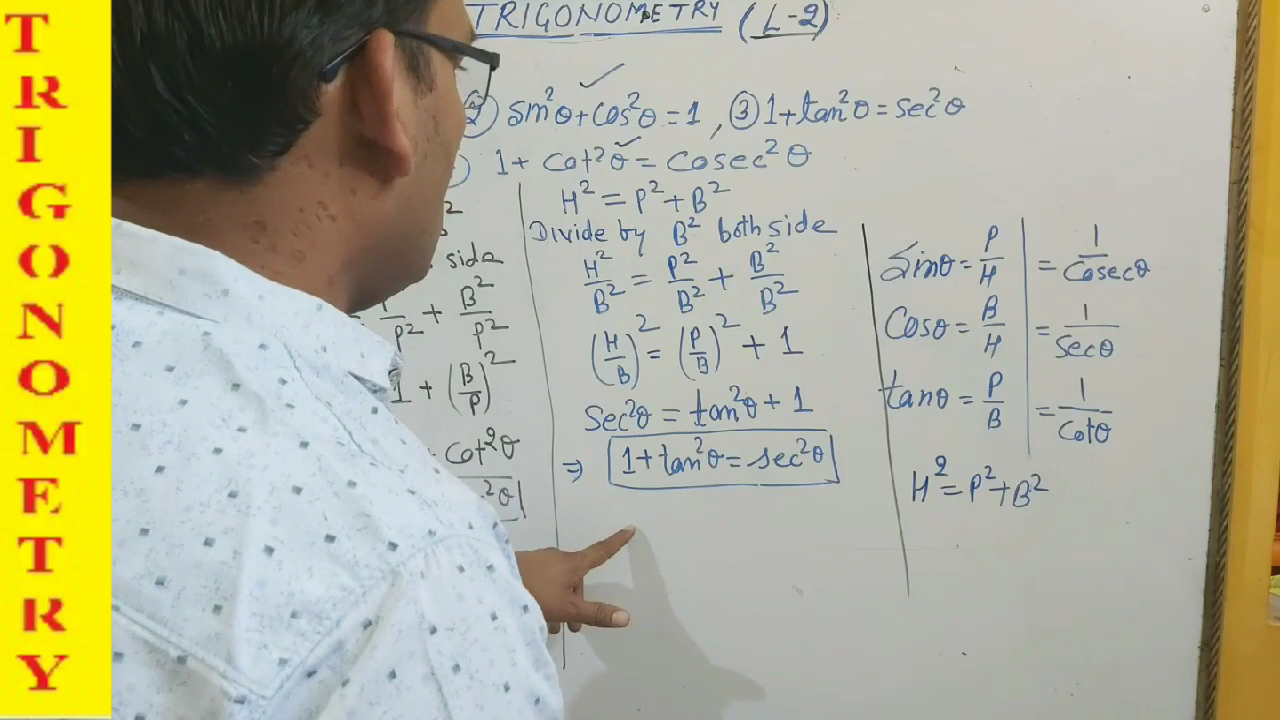 TRIGONOMETRY
TRIGONOMETRY (L-2)
② sin²θ+cos²θ=1, ③ 1+tan²θ=sec²θ
1+ cot²θ = cosec²θ
side
+ B²/P²
1 + (B/P)²
cot²θ
²θ
H² = P²+B²
Divide by B² both side
H²/B² = P²/B² + B²/B²
(H/B)² = (P/B)² + 1
sec²θ = tan²θ+1
⇒ 1+tan²θ=sec²θ
Sinθ = P/H = 1/cosecθ
Cosθ = B/H = 1/secθ
tanθ = P/B = 1/cotθ
H²=P²+B²